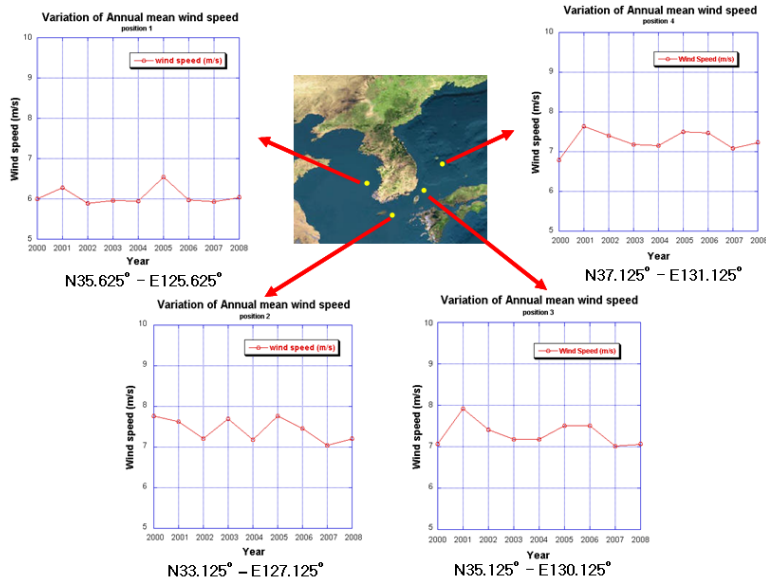 Variation of Annual mean wind speed
position 1
wind speed (m/s)
Wind speed (m/s)
10
9
8
7
6
5
2000 2001 2002 2003 2004 2005 2006 2007 2008
Year
N35.625° - E125.625°
Variation of Annual mean wind speed
position 4
Wind Speed (m/s)
Wind speed (m/s)
10
9
8
7
6
5
2000 2001 2002 2003 2004 2005 2006 2007 2008
Year
N37.125° - E131.125°
Variation of Annual mean wind speed
position 2
wind speed (m/s)
Wind speed (m/s)
10
9
8
7
6
5
2000 2001 2002 2003 2004 2005 2006 2007 2008
Year
N33.125° - E127.125°
Variation of Annual mean wind speed
position 3
Wind Speed (m/s)
Wind speed (m/s)
10
9
8
7
6
5
2000 2001 2002 2003 2004 2005 2006 2007 2008
Year
N35.125° - E130.125°